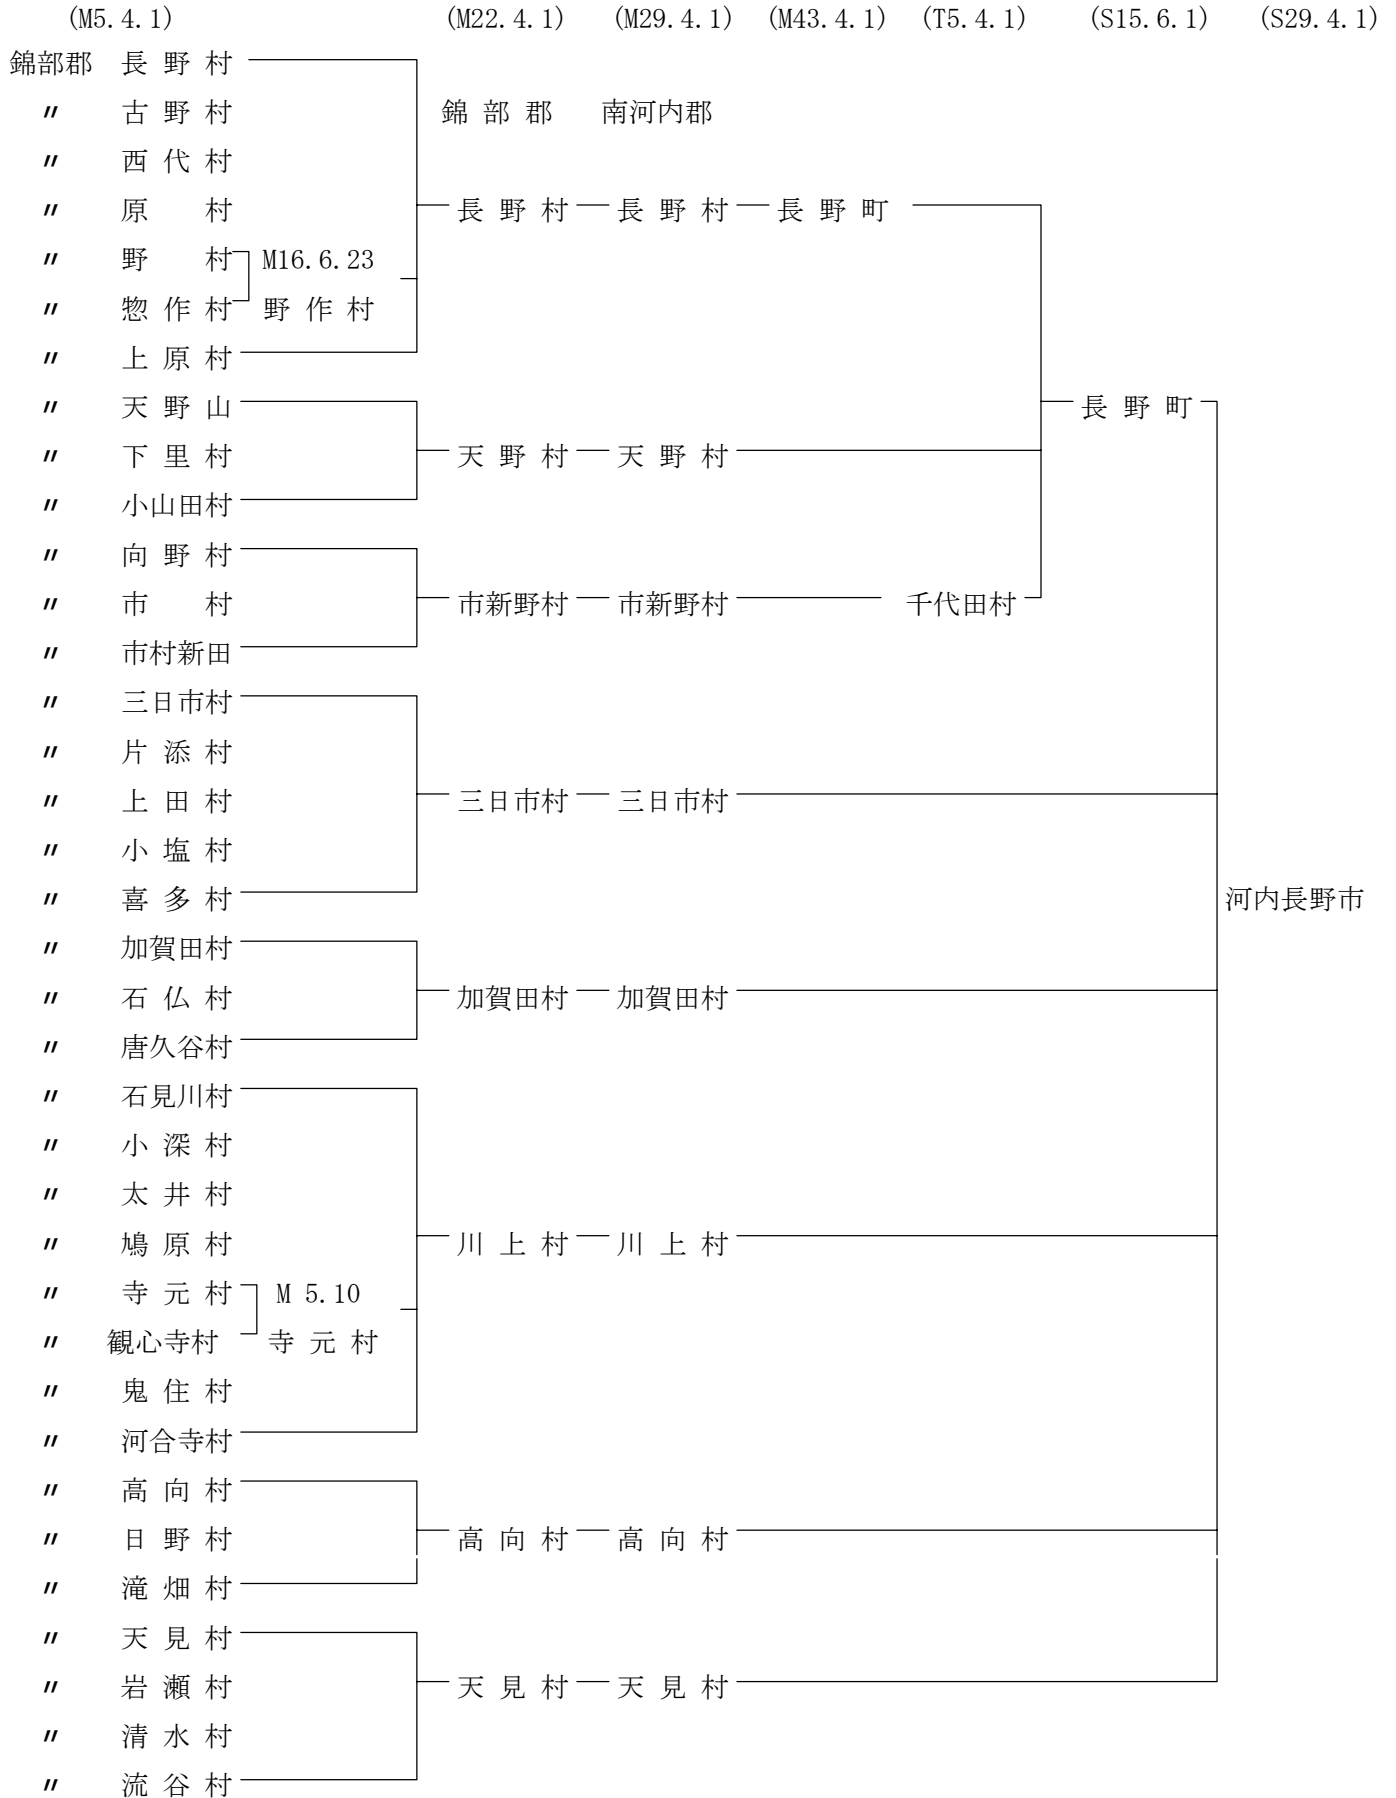 (M5.4.1) (M22.4.1) (M29.4.1) (M43.4.1) (T5.4.1) (S15.6.1) (S29.4.1)
錦部郡 長野村
〃 古野村 錦部郡 南河内郡
〃 西代村
〃 原村 長野村 長野村 長野町
〃 野村 M16.6.23
〃 惣作村 野作村
〃 上原村
〃 天野山 長野町
〃 下里村 天野村 天野村
〃 小山田村
〃 向野村
〃 市村 市新野村 市新野村 千代田村
〃 市村新田
〃 三日市村
〃 片添村
〃 上田村 三日市村 三日市村
〃 小塩村
〃 喜多村 河内長野市
〃 加賀田村
〃 石仏村 加賀田村 加賀田村
〃 唐久谷村
〃 石見川村
〃 小深村
〃 太井村
〃 鳩原村 川上村 川上村
〃 寺元村 M 5.10
〃 観心寺村 寺元村
〃 鬼住村
〃 河合寺村
〃 高向村
〃 日野村 高向村 高向村
〃 滝畑村
〃 天見村
〃 岩瀬村 天見村 天見村
〃 清水村
〃 流谷村